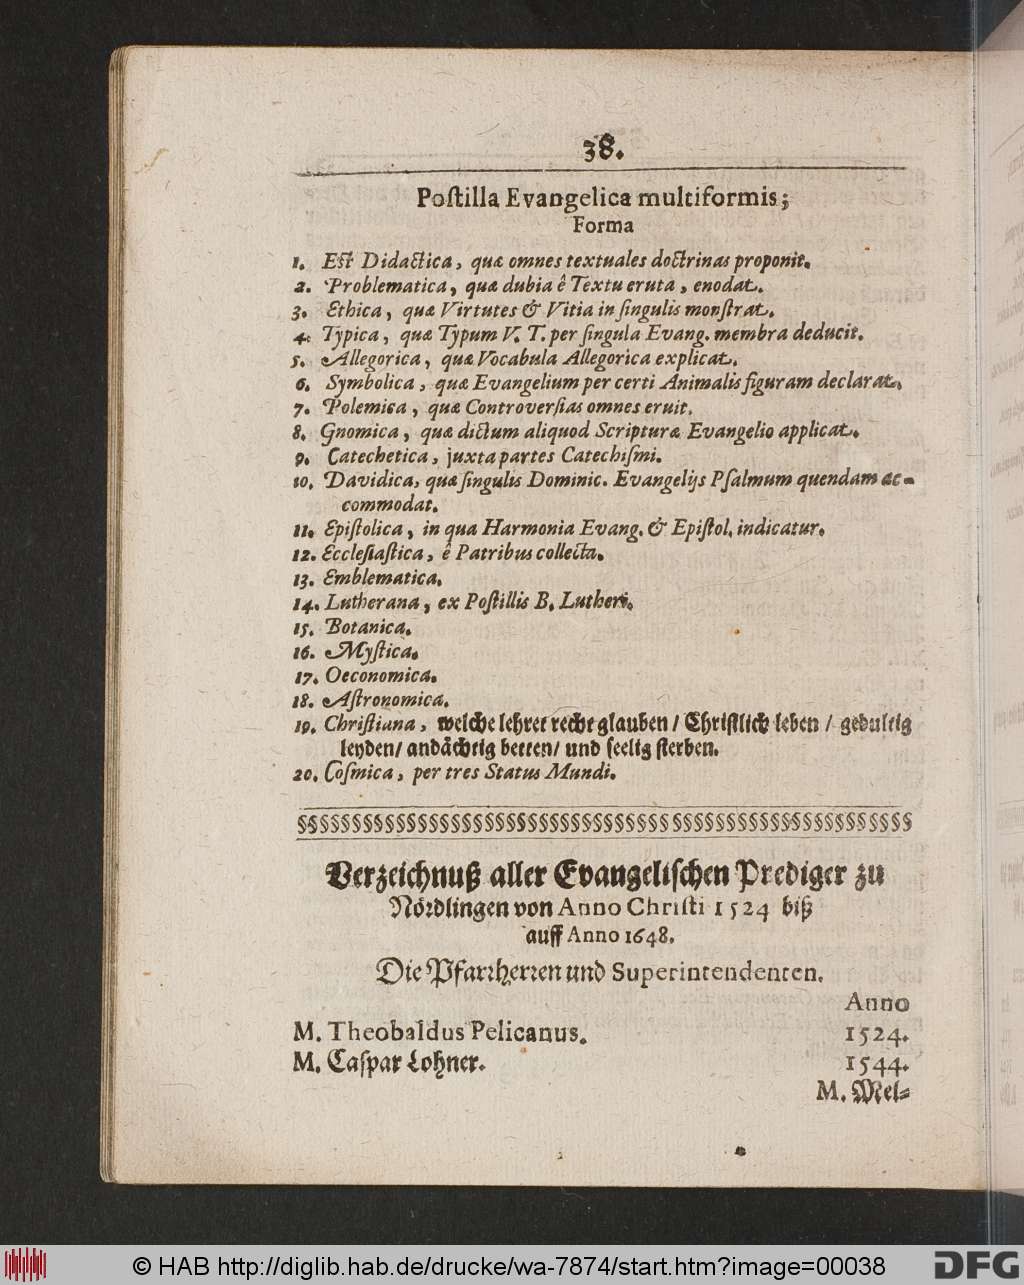 38.
Poſtilla Evangelica multiformis;
Forma
1. Eſt Didactica, quæ omnes textuales doctrinas proponit.
2. Problematica, quæ dubia ê Textu eruta, enodat.
3. Ethica, quæ Virtutes & Vitia in ſingulis monſtrat.
4. Typica, quæ Typum V. T. per ſingula Evang. membra deducit.
5. Allegorica, quæ Vocabula Allegorica explicat.
6. Symbolica, quæ Evangelium per certi Animalis figuram declarat.
7. Polemica, quæ Controverſias omnes eruit.
8. Gnomica, quæ dictum aliquod Scripturæ Evangelio applicat.
9. Catechetica, juxta partes Catechiſmi.
10. Davidica, quæ ſingulis Dominic. Evangelijs Pſalmum quendam ac-
commodat.
11. Epiſtolica, in qua Harmonia Evang. & Epiſtol. indicatur.
12. Eccleſiaſtica, ê Patribus collecta.
13. Emblematica.
14. Lutherana, ex Poſtillis B. Lutheri.
15. Botanica.
16. Myſtica.
17. Oeconomica.
18. Aſtronomica.
19. Chriſtiana, welche lehret recht glauben / Chriſtlich leben / gedultig
leyden / andaͤchtig betten / und ſeelig ſterben.
20. Coſmica, per tres Status Mundi.
§§§§§§§§§§§§§§§§§§§§§§§§§§§§§§§§§§ §§§§§§§§§§§§§§§§§§§§§§
Verzeichnuß aller Evangeliſchen Prediger zu
Noͤrdlingen von Anno Chriſti 1524 biß
auff Anno 1648.
Die Pfarꝛherꝛen und Superintendenten.
Anno
M. Theobaldus Pelicanus. 1524.
M. Caſpar Lohner. 1544.
M. Mel-
© HAB http://diglib.hab.de/drucke/wa-7874/start.htm?image=00038
DFG